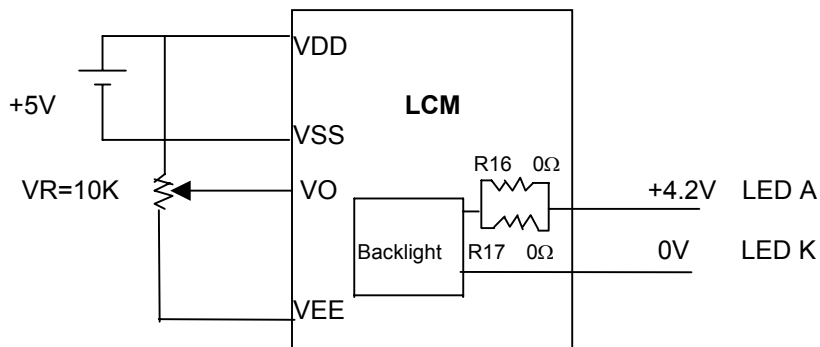 VDD
LCM
+5V
VSS
R16 0Ω
VR=10K
VO
+4.2V LED A
Backlight
R17 0Ω
0V LED K
VEE